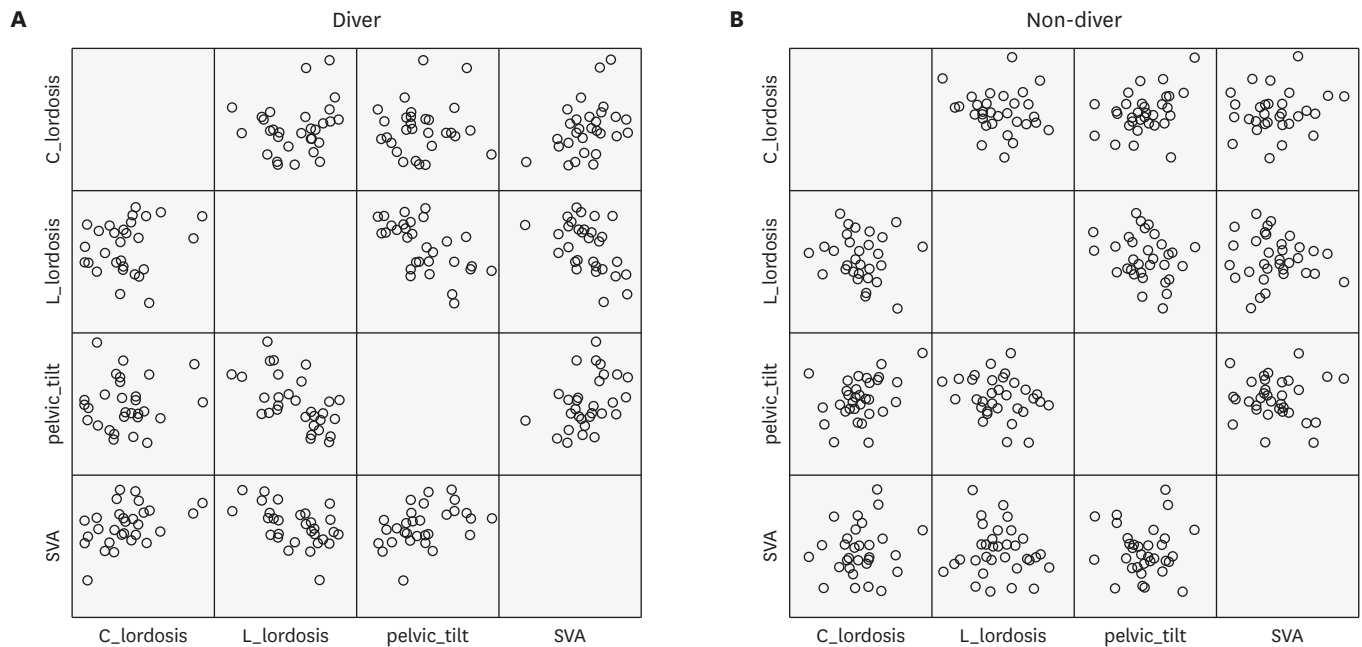 A
Diver
C_lordosis
L_lordosis
pelvic_tilt
SVA
C_lordosis L_lordosis pelvic_tilt SVA
B
Non-diver
C_lordosis
L_lordosis
pelvic_tilt
SVA
C_lordosis L_lordosis pelvic_tilt SVA